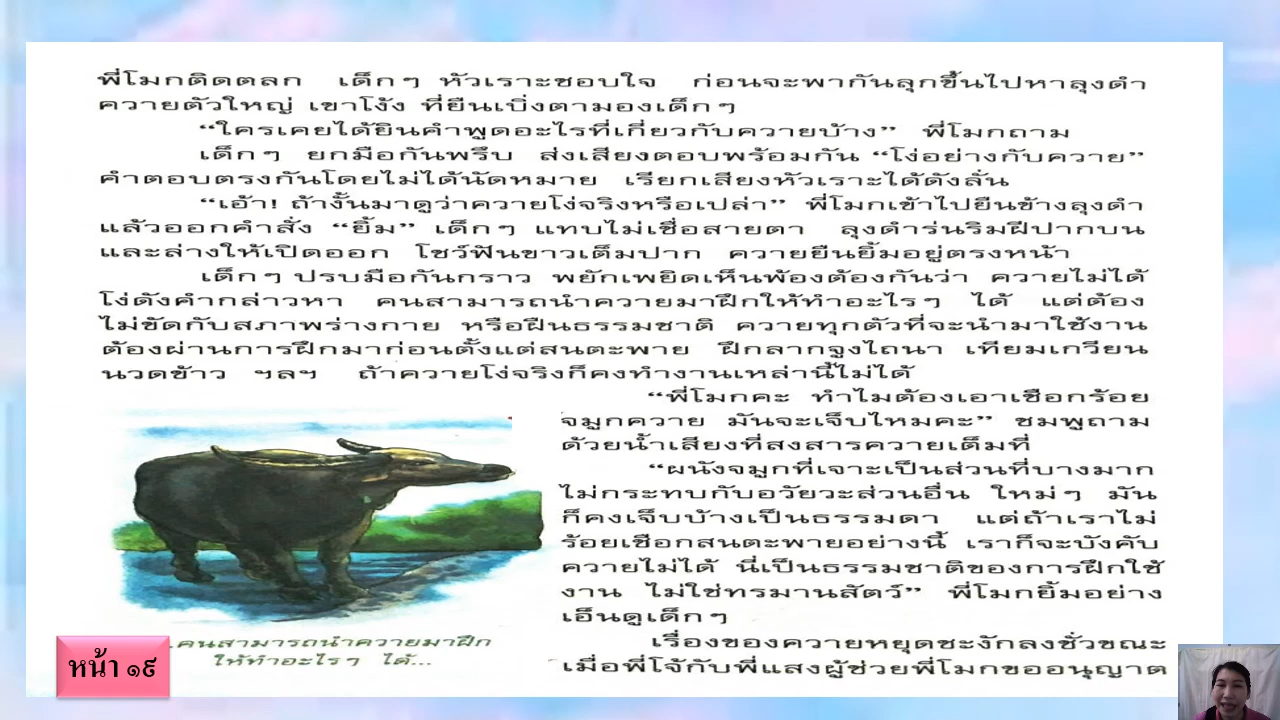 พี่โมกติดตลก เด็กๆ หัวเราะชอบใจ ก่อนจะพากันลุกขึ้นไปหาลุงดำ
ควายตัวใหญ่ เขาโง้ง ที่ยืนเบิ่งตามองเด็กๆ
“ใครเคยได้ยินคำพูดอะไรที่เกี่ยวกับควายบ้าง” พี่โมกถาม
เด็กๆ ยกมือกันพรึบ ส่งเสียงตอบพร้อมกัน “โง่อย่างกับควาย”
คำตอบตรงกันโดยไม่ได้นัดหมาย เรียกเสียงหัวเราะได้ดังลั่น
“เอ้า! ถ้างั้นมาดูว่าควายโง่จริงหรือเปล่า” พี่โมกเข้าไปยืนข้างลุงดำ
แล้วออกคำสั่ง “ยิ้ม” เด็กๆ แทบไม่เชื่อสายตา ลุงดำร่นริมฝีปากบน
และล่างให้เปิดออก โชว์ฟันขาวเต็มปาก ควายยืนยิ้มอยู่ตรงหน้า
เด็กๆ ปรบมือกันกราว พยักเพยิดเห็นพ้องต้องกันว่า ควายไม่ได้
โง่ดังคำกล่าวหา คนสามารถนำควายมาฝึกให้ทำอะไรๆ ได้ แต่ต้อง
ไม่ขัดกับสภาพร่างกาย หรือฝืนธรรมชาติ ควายทุกตัวที่จะนำมาใช้งาน
ต้องผ่านการฝึกมาก่อนตั้งแต่สนตะพาย ฝึกลากจูงไถนา เทียมเกวียน
นวดข้าว ฯลฯ ถ้าควายโง่จริงก็คงทำงานเหล่านี้ไม่ได้
“พี่โมกคะ ทำไมต้องเอาเชือกร้อย
จมูกควาย มันจะเจ็บไหมคะ” ชมพูถาม
ด้วยน้ำเสียงที่สงสารควายเต็มที่
“ผนังจมูกที่เจาะเป็นส่วนที่บางมาก
ไม่กระทบกับอวัยวะส่วนอื่น ใหม่ๆ มัน
ก็คงเจ็บบ้างเป็นธรรมดา แต่ถ้าเราไม่
ร้อยเชือกสนตะพายอย่างนี้ เราก็จะบังคับ
ควายไม่ได้ นี่เป็นธรรมชาติของการฝึกใช้
งาน ไม่ใช่ทรมานสัตว์” พี่โมกยิ้มอย่าง
เอ็นดูเด็กๆ
เรื่องของควายหยุดชะงักลงชั่วขณะ
เมื่อพี่โจ้กับพี่แสงผู้ช่วยพี่โมกขออนุญาต
...คนสามารถนำควายมาฝึก
ให้ทำอะไรๆ ได้...
หน้า ๑๙